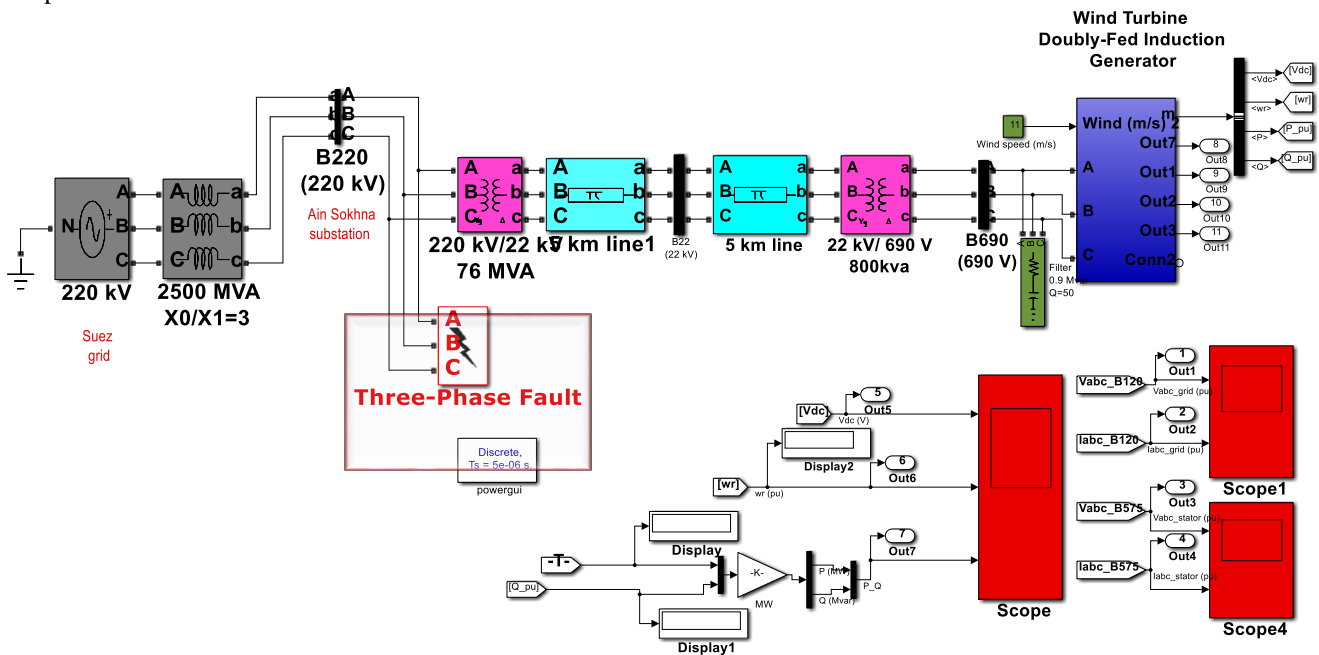 Wind Turbine
Doubly-Fed Induction
Generator
[Vdc]
<Vdc>
[wr]
<wr>
[P_pu]
<P>
[Q_pu]
<Q>
m
Wind (m/s) 2
11
Wind speed (m/s)
Out7
8
Out8
Out1
9
Out9
Out2
10
Out10
Out3
11
Out11
Conn2
A
B
C
a A
b B
c C
B220
(220 kV)
Ain Sokhna
substation
N
A
B
C
220 kV
Suez
grid
A a
B b
C c
2500 MVA
X0/X1=3
A a
B b
C c
Yg Δ
220 kV/22 kV
76 MVA
A a
B b
C c
5 km line1
B22
(22 kV)
A a
B b
C c
5 km line
A a
B b
C c
Yg Δ
22 kV/ 690 V
800kva
A
B
C
B690
(690 V)
A B C
Filter
0.9 Mvar
Q=50
A
B
C
Three-Phase Fault
Discrete,
Ts = 5e-06 s.
powergui
[Vdc]
Vdc (V)
5
Out5
Display2
[wr]
wr (pu)
6
Out6
Display
-T-
[Q_pu]
Display1
-K-
MW
P (MW)
Q (Mvar)
P_Q
7
Out7
Scope
Vabc_B120
1
Out1
Vabc_grid (pu)
Iabc_B120
2
Out2
Iabc_grid (pu)
Scope1
Vabc_B575
3
Out3
Vabc_stator (pu)
Iabc_B575
4
Out4
Iabc_stator (pu)
Scope4